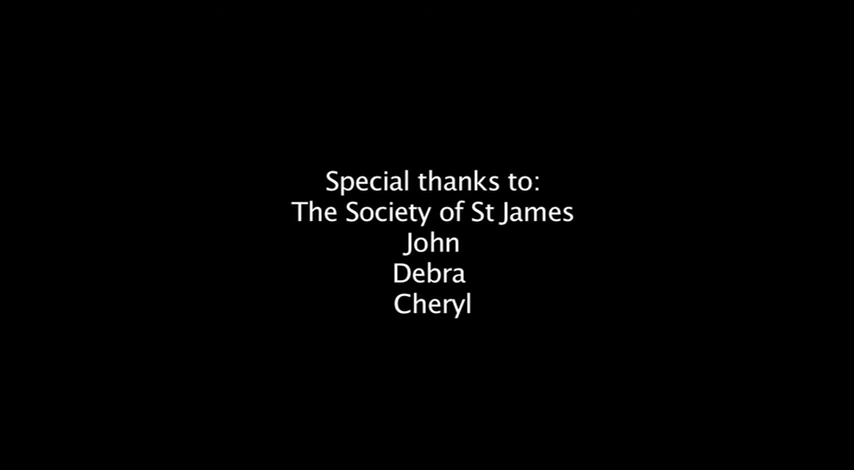 Special thanks to:
The Society of St James
John
Debra
Cheryl